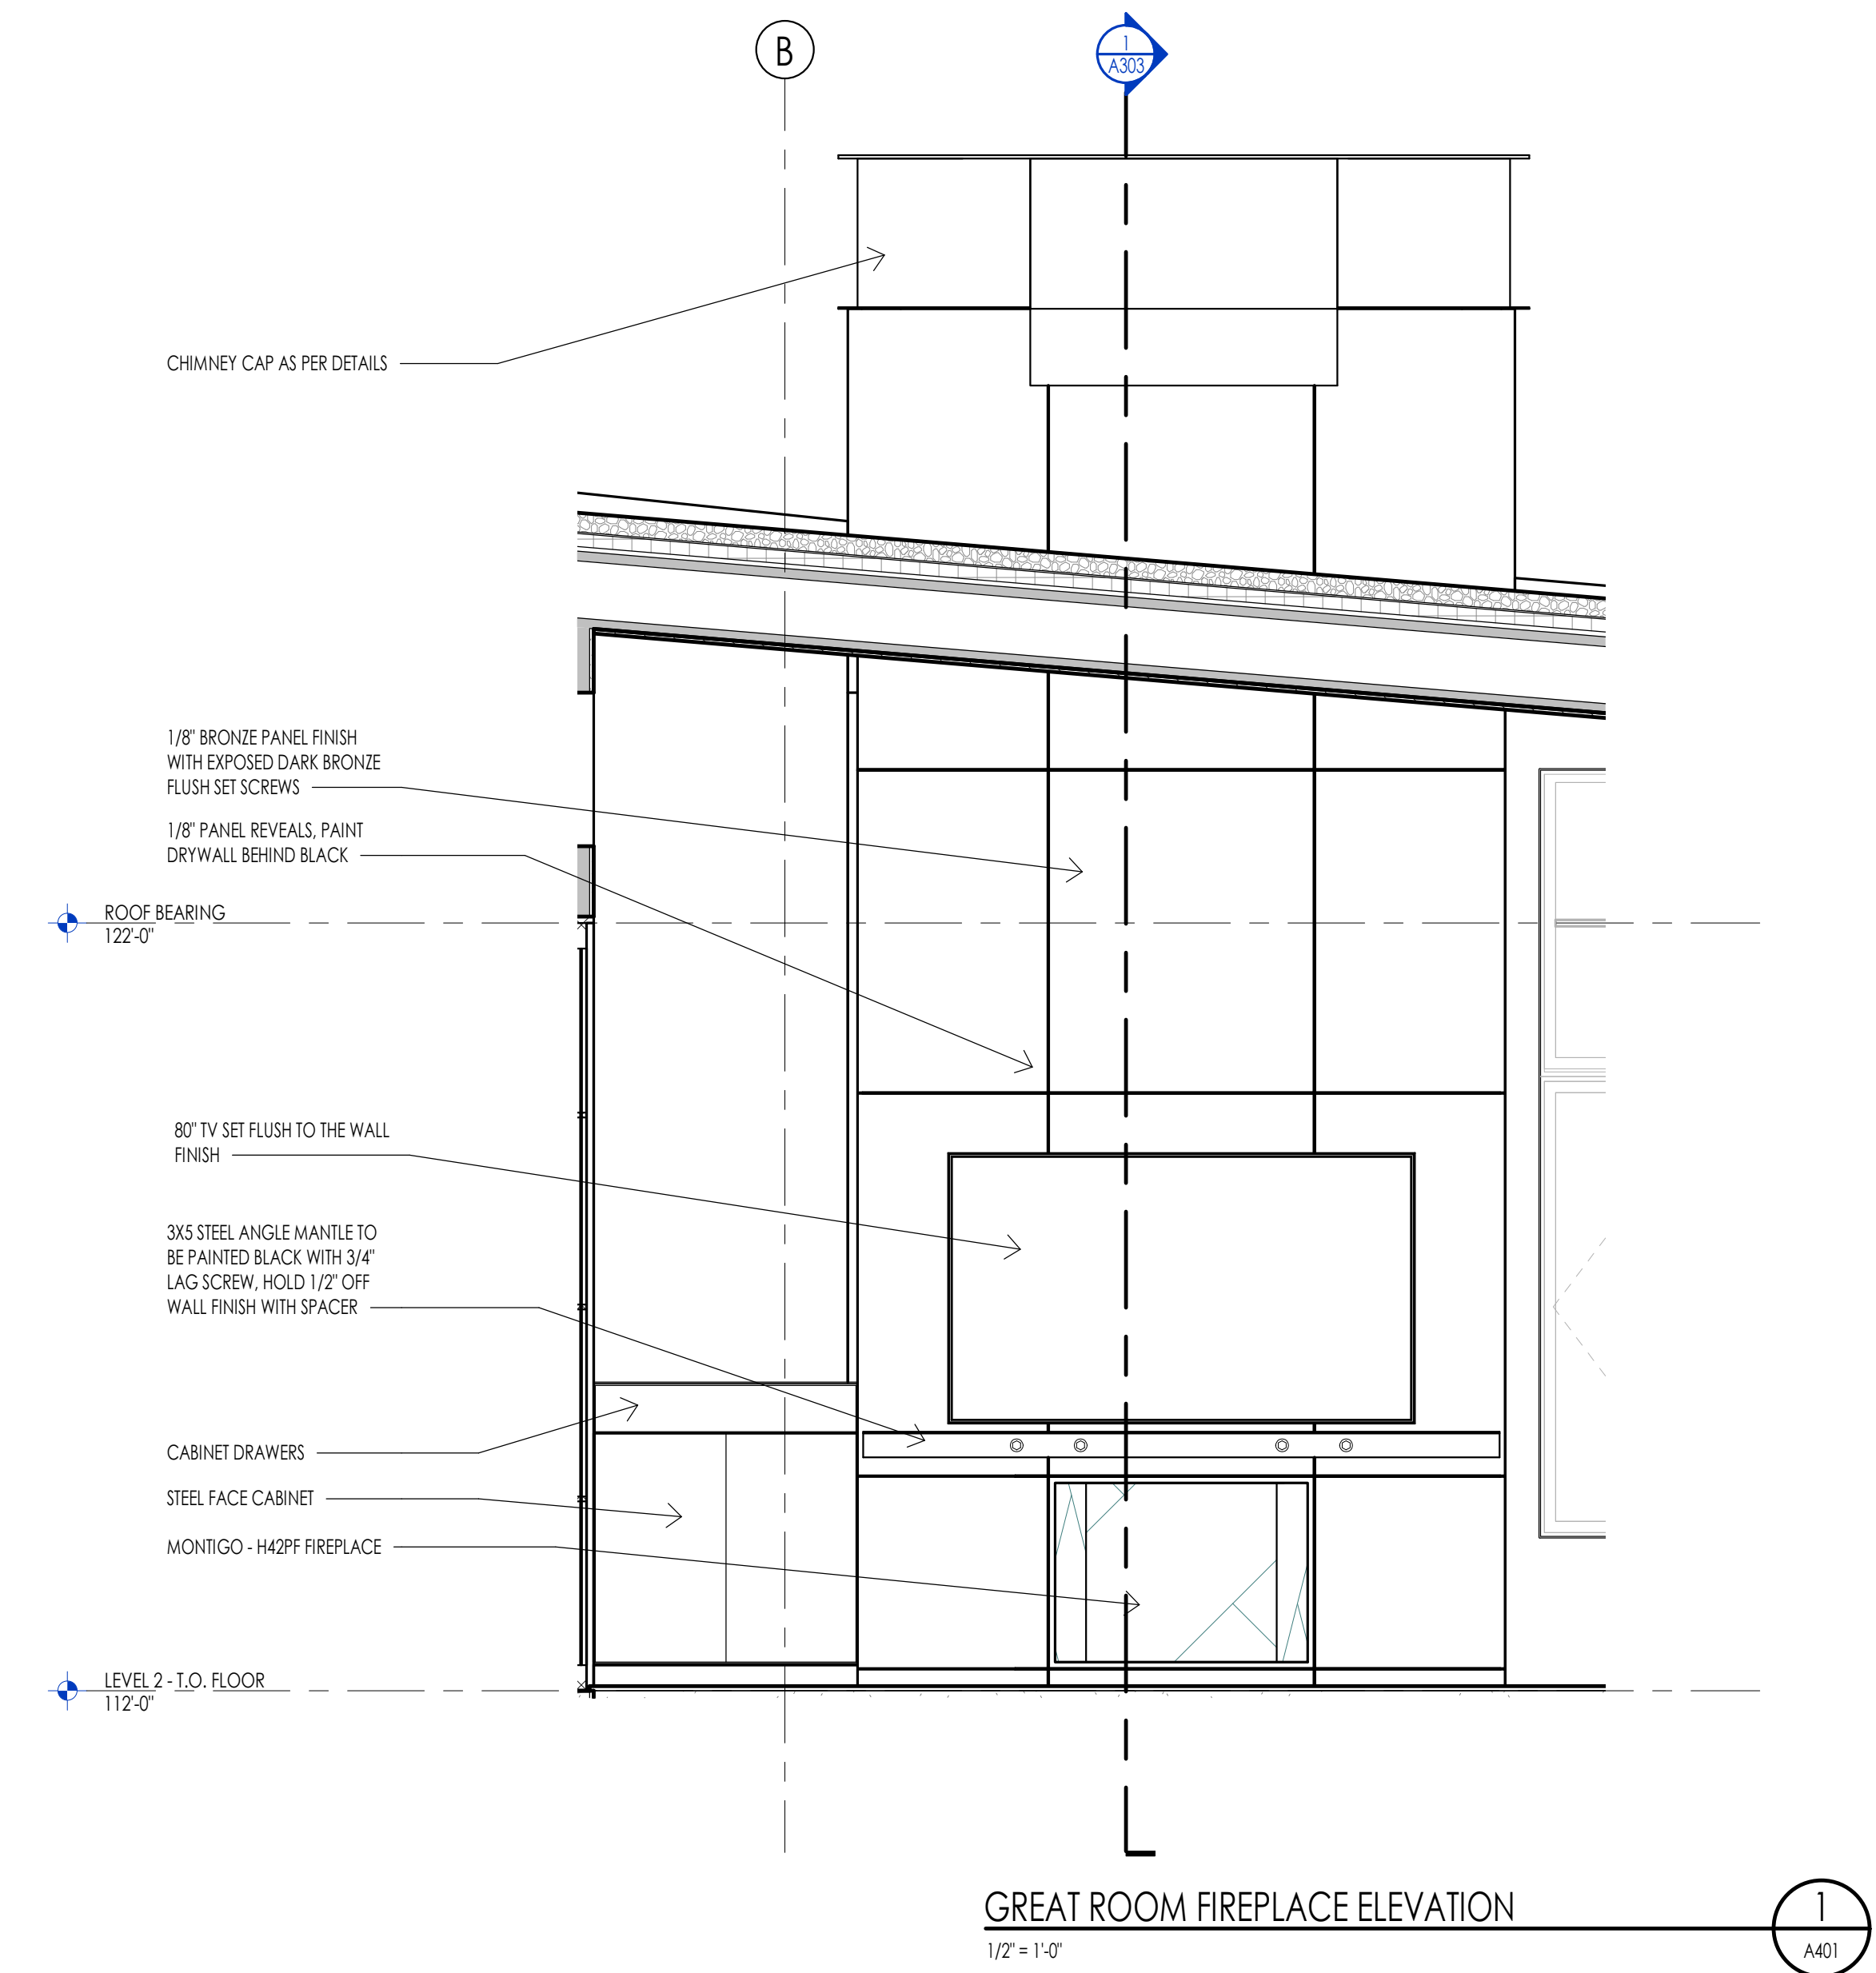 B
1
A303
CHIMNEY CAP AS PER DETAILS
1/8" BRONZE PANEL FINISH
WITH EXPOSED DARK BRONZE
FLUSH SET SCREWS
1/8" PANEL REVEALS, PAINT
DRYWALL BEHIND BLACK
ROOF BEARING
122'-0"
80" TV SET FLUSH TO THE WALL
FINISH
3X5 STEEL ANGLE MANTLE TO
BE PAINTED BLACK WITH 3/4"
LAG SCREW, HOLD 1/2" OFF
WALL FINISH WITH SPACER
CABINET DRAWERS
STEEL FACE CABINET
MONTIGO - H42PF FIREPLACE
LEVEL 2 - T.O. FLOOR
112'-0"
GREAT ROOM FIREPLACE ELEVATION
1/2" = 1'-0"
1
A401